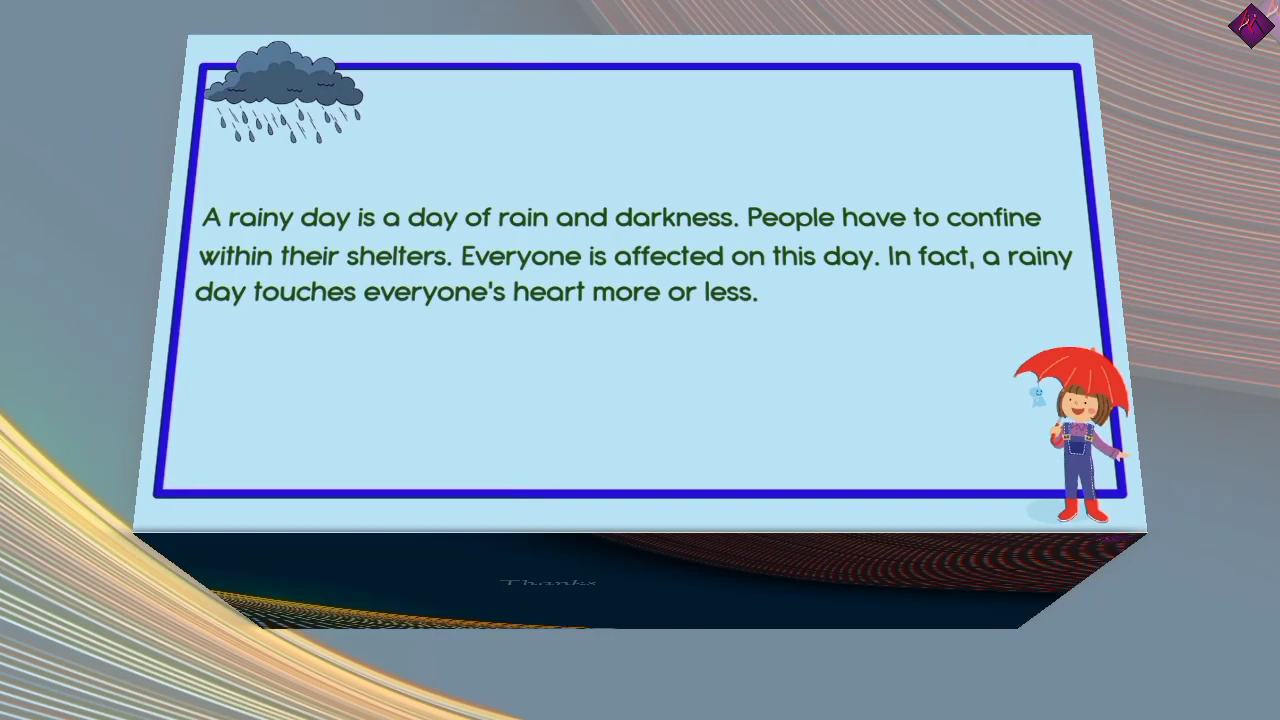 A rainy day is a day of rain and darkness. People have to confine
within their shelters. Everyone is affected on this day. In fact, a rainy
day touches everyone's heart more or less.
Thanks